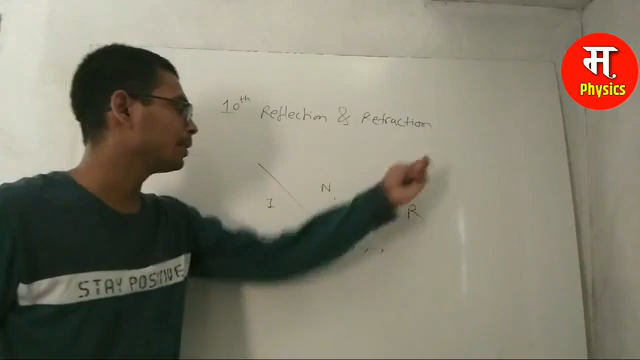 म
Physics
10th Reflection & Refraction
N
I
R
STAY POSITIVE